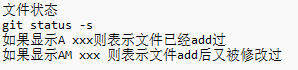 文件状态
git status -s
如果显示A xxx则表示文件已经add过
如果显示AM xxx 则表示文件add后又被修改过